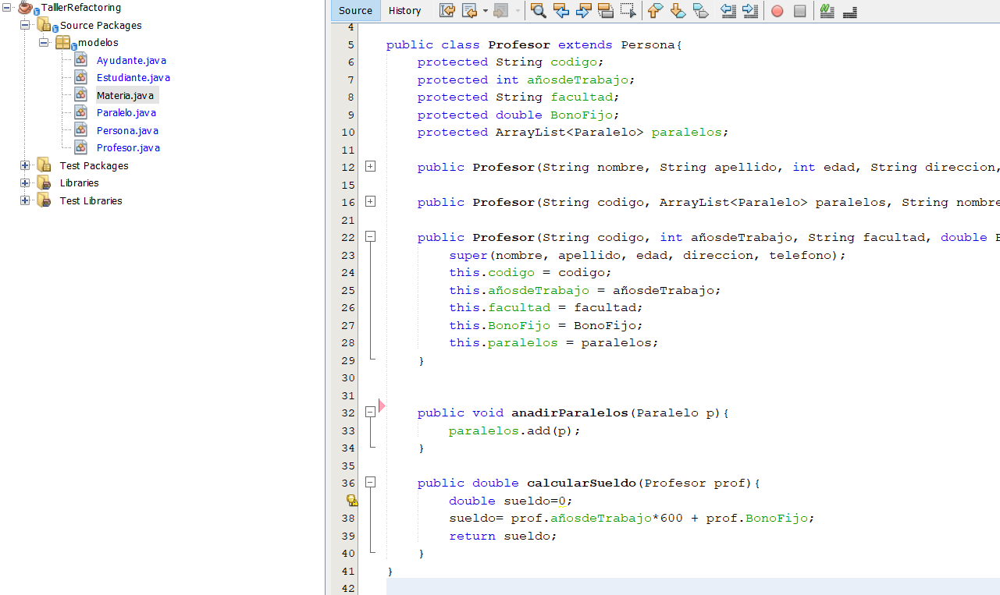 TalllerRefactoring
Source Packages
modelos
Ayudante.java
Estudiante.java
Materia.java
Paralelo.java
Persona.java
Profesor.java
Test Packages
Libraries
Test Libraries
Source History
4
5 public class Profesor extends Persona{
6 protected String codigo;
7 protected int añosdeTrabajo;
8 protected String facultad;
9 protected double BonoFijo;
10 protected ArrayList<Paralelo> paralelos;
11
12 public Profesor(String nombre, String apellido, int edad, String direccion,
15
16 public Profesor(String codigo, ArrayList<Paralelo> paralelos, String nombre
21
22 public Profesor(String codigo, int añosdeTrabajo, String facultad, double
23 super(nombre, apellido, edad, direccion, telefono);
24 this.codigo = codigo;
25 this.añosdeTrabajo = añosdeTrabajo;
26 this.facultad = facultad;
27 this.BonoFijo = BonoFijo;
28 this.paralelos = paralelos;
29 }
30
31
32 public void anadirParalelos(Paralelo p){
33 paralelos.add(p);
34 }
35
36 public double calcularSueldo(Profesor prof){
double sueldo=0;
38 sueldo= prof.añosdeTrabajo*600 + prof.BonoFijo;
39 return sueldo;
40 }
41 }
42